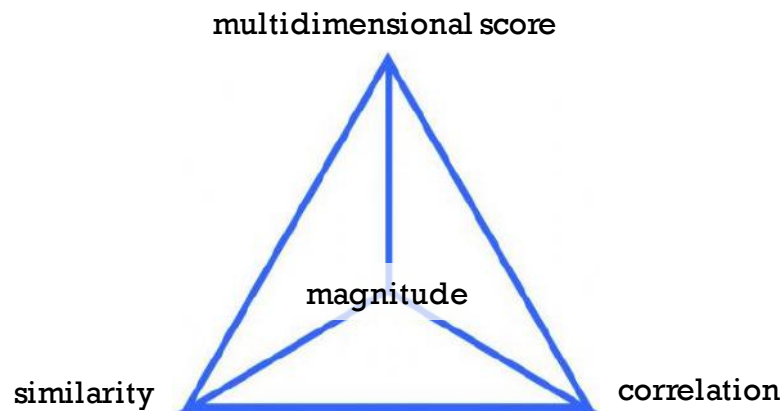 multidimensional score
magnitude
similarity
correlation